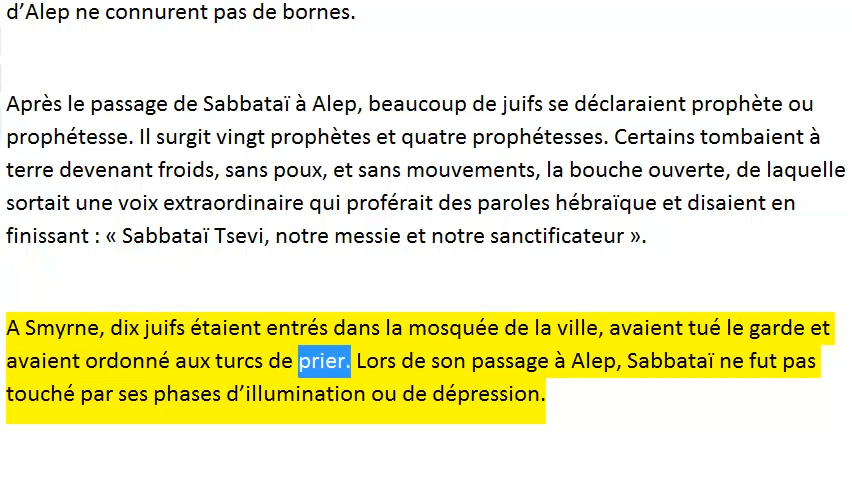 d’Alep ne connurent pas de bornes.
Après le passage de Sabbataï à Alep, beaucoup de juifs se déclaraient prophète ou
prophétesse. Il surgit vingt prophètes et quatre prophétesses. Certains tombaient à
terre devenant froids, sans poux, et sans mouvements, la bouche ouverte, de laquelle
sortait une voix extraordinaire qui proférait des paroles hébraïque et disaient en
finissant : « Sabbataï Tsevi, notre messie et notre sanctificateur ».
A Smyrne, dix juifs étaient entrés dans la mosquée de la ville, avaient tué le garde et
avaient ordonné aux turcs de prier. Lors de son passage à Alep, Sabbataï ne fut pas
touché par ses phases d’illumination ou de dépression.